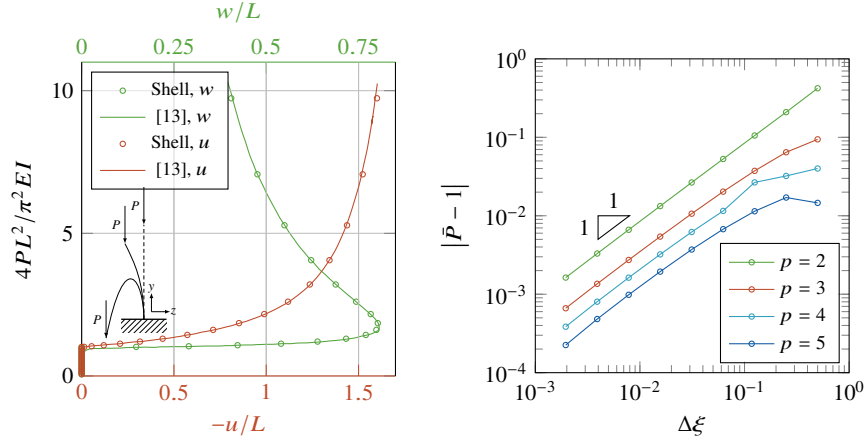 w/L
0 0.25 0.5 0.75
10
5
0
4PL²/π²EI
Shell, w
[13], w
Shell, u
[13], u
P
P
P
y
z
0 0.5 1 1.5
−u/L
10⁰
10⁻¹
10⁻²
10⁻³
10⁻⁴
|P̄ − 1|
1
1
p = 2
p = 3
p = 4
p = 5
10⁻³ 10⁻² 10⁻¹ 10⁰
Δξ